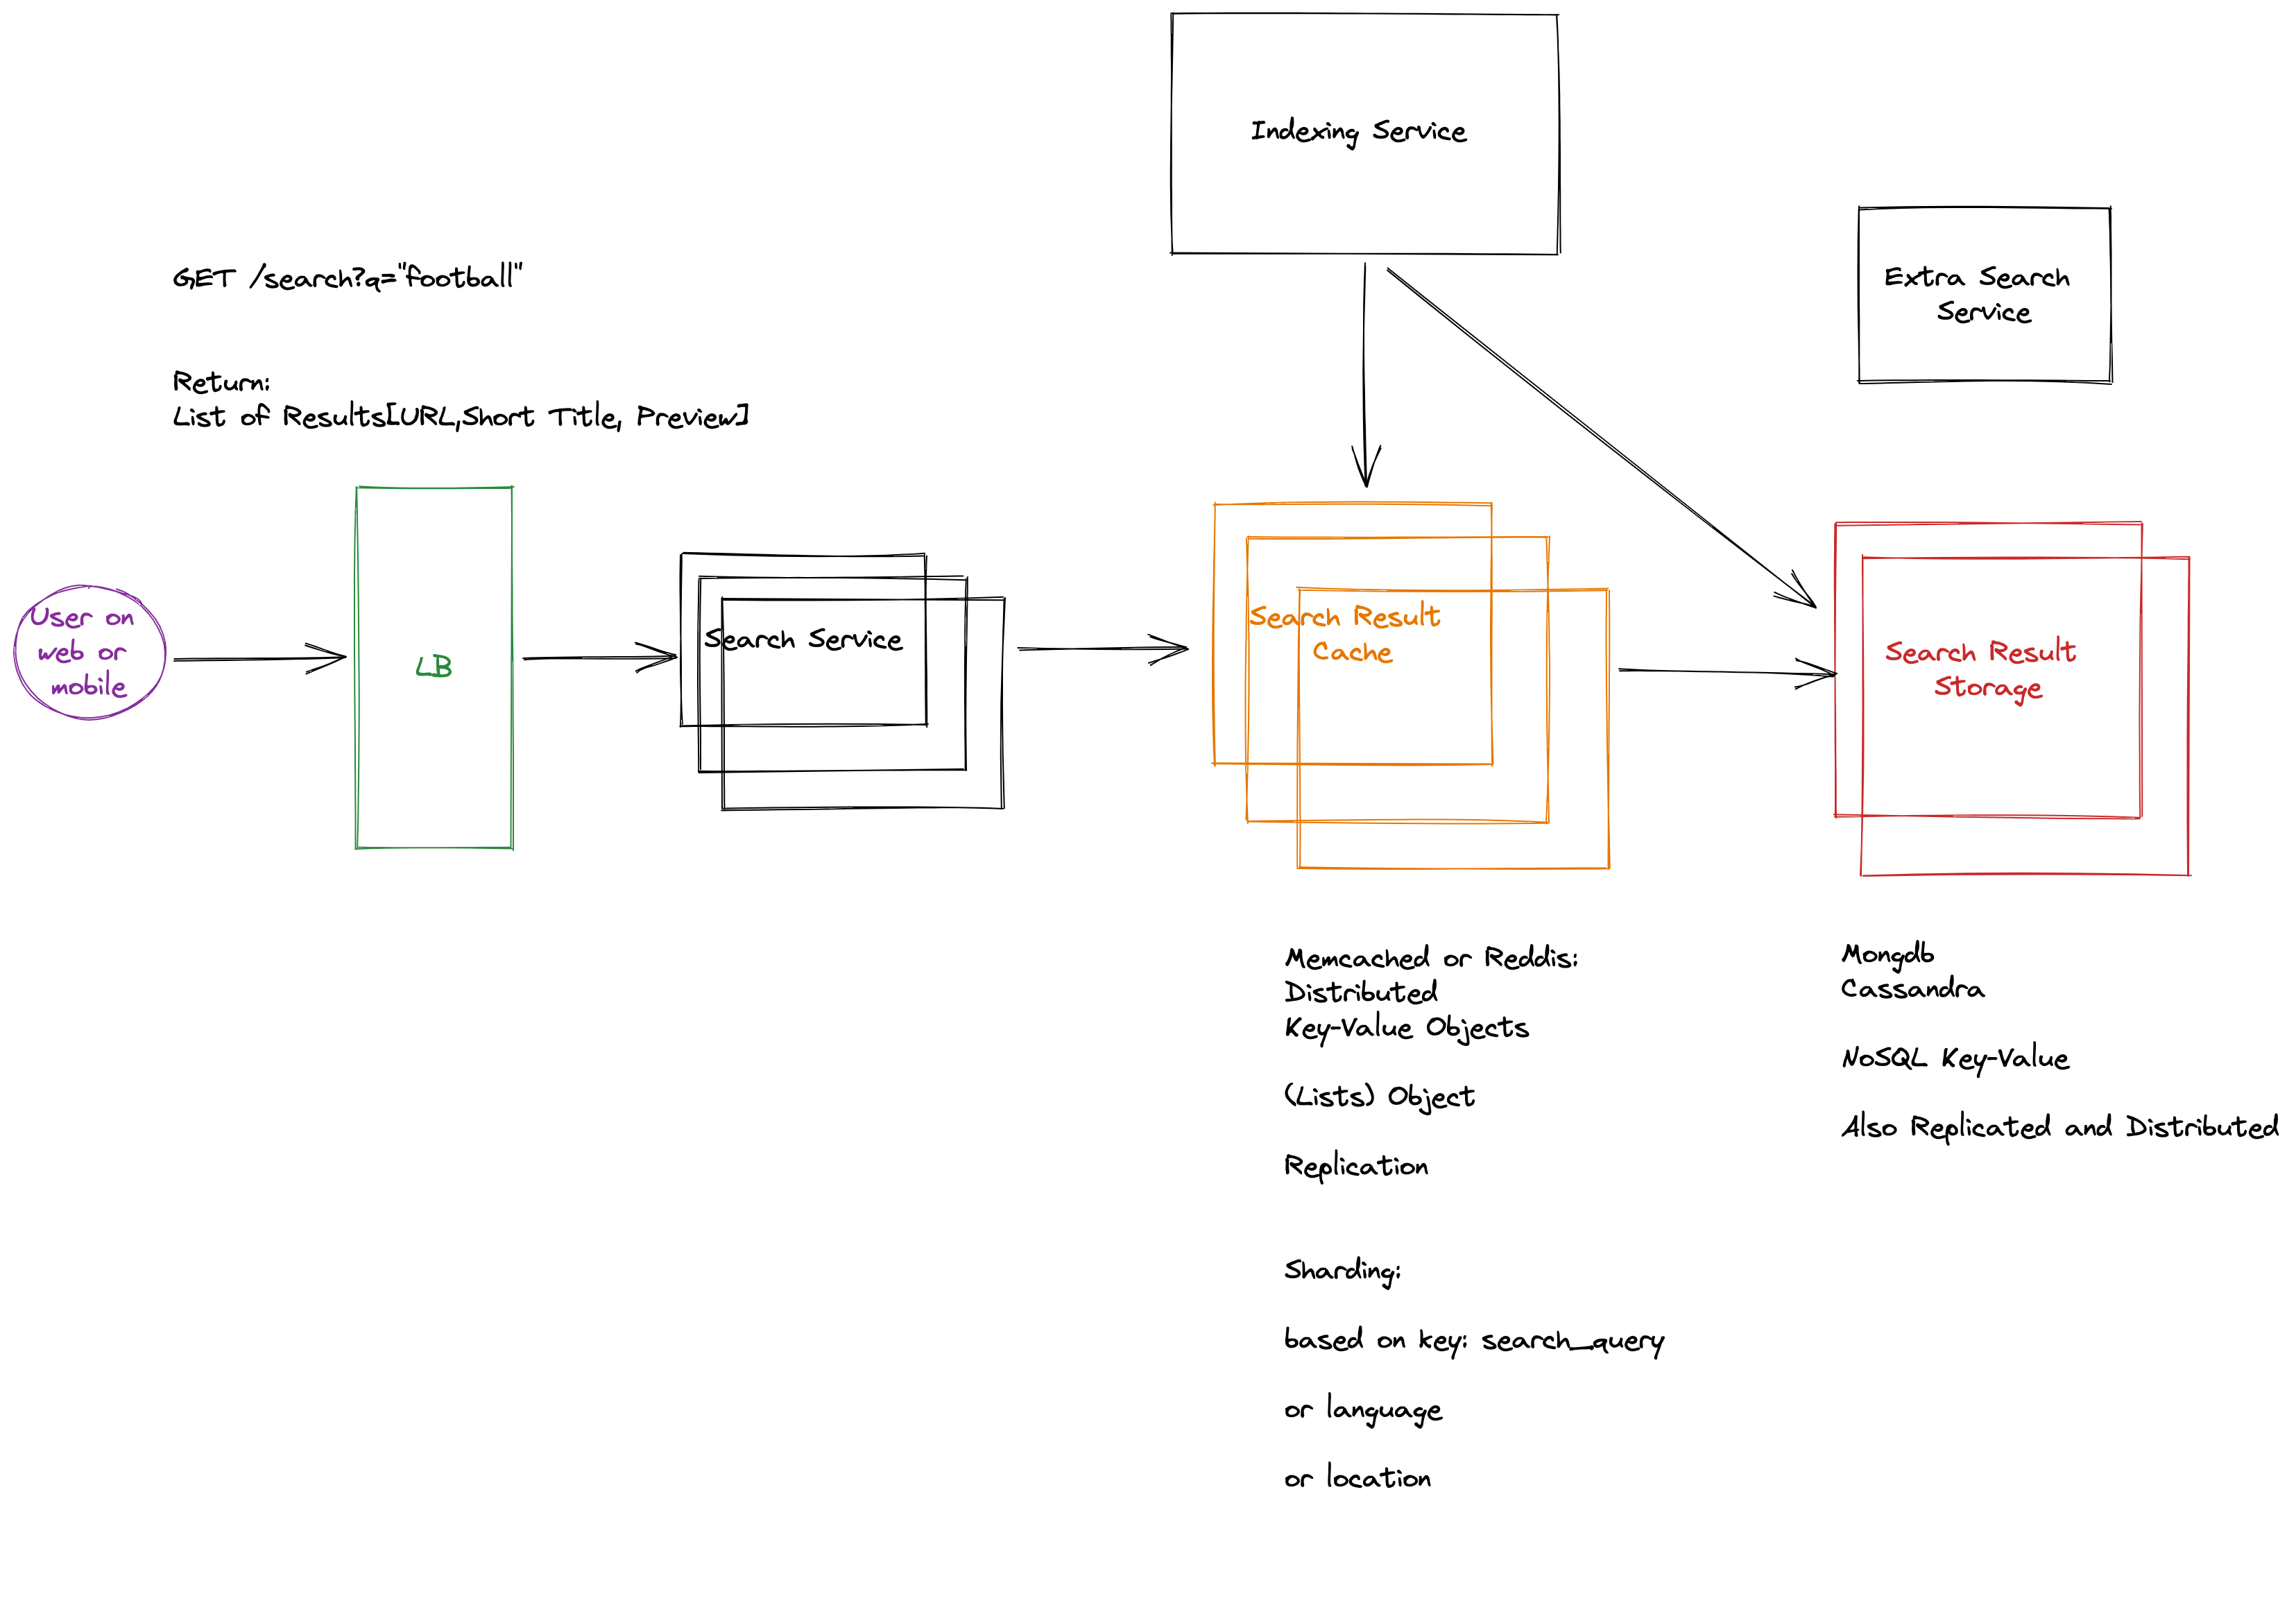 Indexing Service
Extra Search
Service
GET /search?q="football"
Return:
List of Results[URL,Short Title, Preview]
User on
web or
mobile
LB
Search Service
Search Result
Cache
Search Result
Storage
Memcached or Reddis:
Distributed
Key-Value Objects
(Lists) Object
Replication
Sharding:
based on key: search_query
or language
or location
Mongdb
Cassandra
NoSQL Key-Value
Also Replicated and Distributed